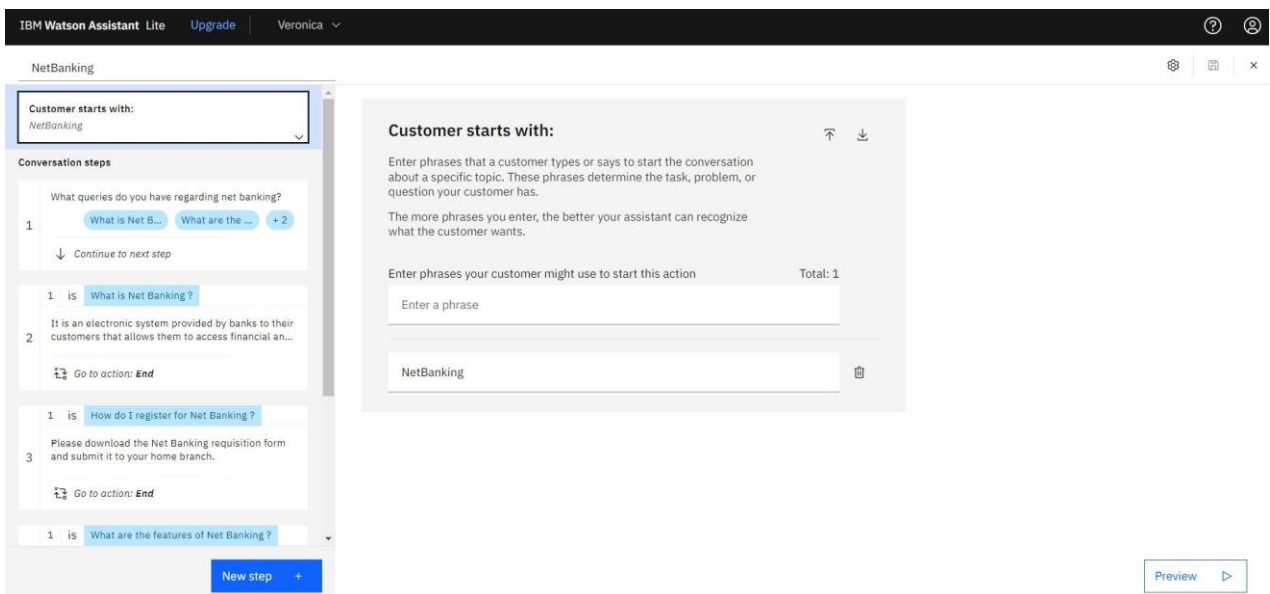 IBM Watson Assistant Lite Upgrade Veronica
NetBanking
Customer starts with:
NetBanking
Conversation steps
What queries do you have regarding net banking?
1
What is Net B... What are the ... + 2
Continue to next step
1 is What is Net Banking ?
2
It is an electronic system provided by banks to their
customers that allows them to access financial an...
Go to action: End
1 is How do I register for Net Banking ?
3
Please download the Net Banking requisition form
and submit it to your home branch.
Go to action: End
1 is What are the features of Net Banking ?
New step +
Customer starts with:
Enter phrases that a customer types or says to start the conversation
about a specific topic. These phrases determine the task, problem, or
question your customer has.
The more phrases you enter, the better your assistant can recognize
what the customer wants.
Enter phrases your customer might use to start this action Total: 1
Enter a phrase
NetBanking
Preview